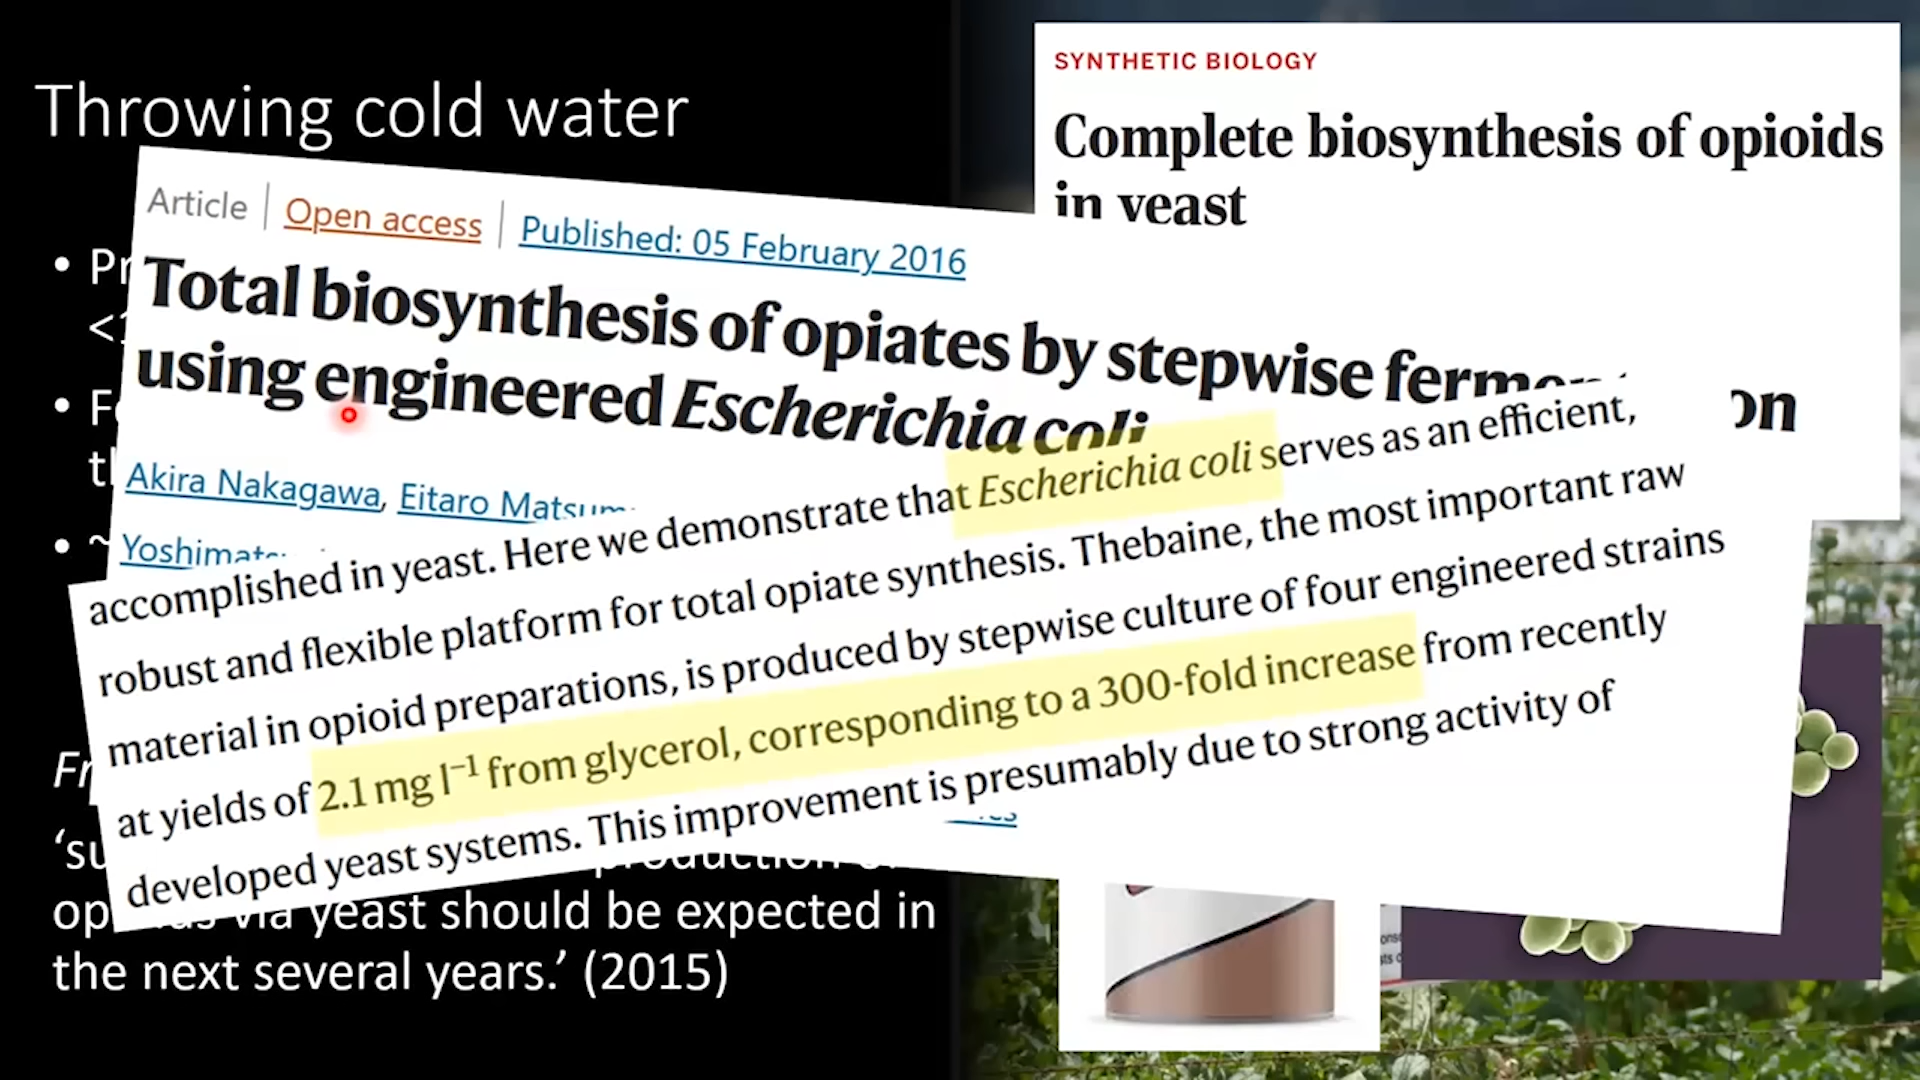 Throwing cold water
SYNTHETIC BIOLOGY
Complete biosynthesis of opioids
in yeast
Article | Open access | Published: 05 February 2016
Total biosynthesis of opiates by stepwise
using engineered Escherichia coli
Akira Nakagawa, Eitaro
accomplished in yeast. Here we demonstrate that Escherichia coli serves as an efficient,
robust and flexible platform for total opiate synthesis. Thebaine, the most important raw
material in opioid preparations, is produced by stepwise culture of four engineered strains
at yields of 2.1 mg l⁻¹ from glycerol, corresponding to a 300-fold increase from recently
developed yeast systems. This improvement is presumably due to strong activity of
production
via yeast should be expected in
the next several years.’ (2015)